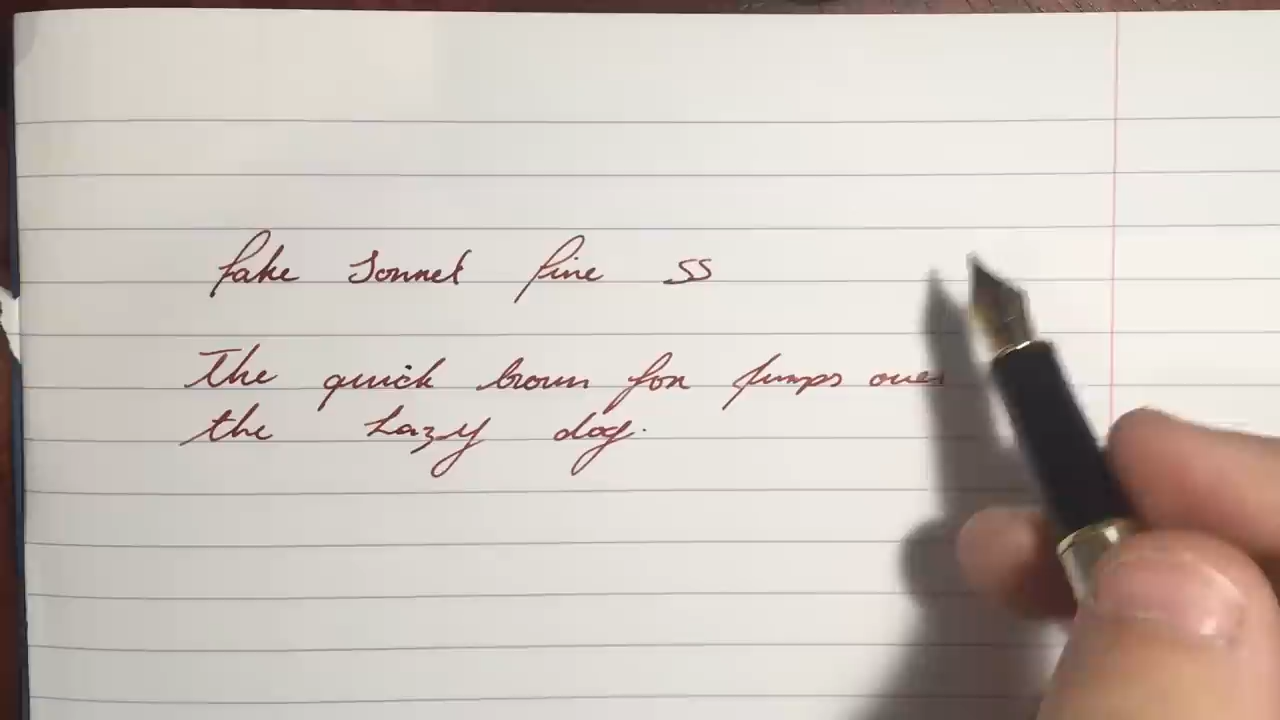 fake Sonnet fine SS
The quick brown fox jumps over
the Lazy dog.